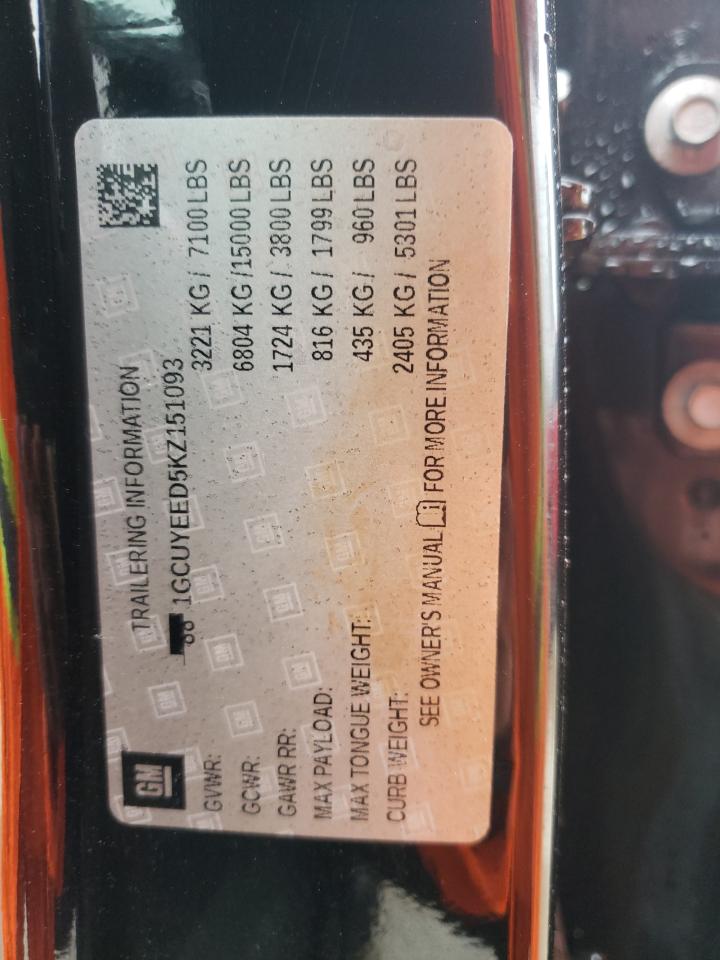 GM
TRAILERING INFORMATION
1GCUYEED5KZ151093
GVWR: 3221 KG / 7100 LBS
GCWR: 6804 KG /15000 LBS
GAWR RR: 1724 KG / 3800 LBS
MAX PAYLOAD: 816 KG / 1799 LBS
MAX TONGUE WEIGHT: 435 KG / 960 LBS
CURB WEIGHT: 2405 KG / 5301 LBS
SEE OWNER'S MANUAL FOR MORE INFORMATION